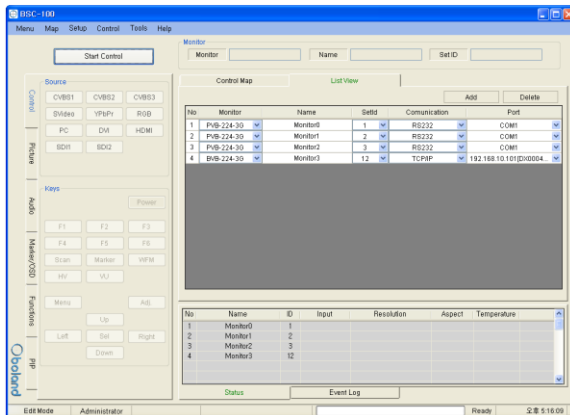 BSC-100
Menu Map Setup Control Tools Help
Start Control
Monitor
Monitor Name Set ID
Control Map List View
Add Delete
No Monitor Name SetId Comunication Port
1 PVB-224-3G Monitor0 1 RS232 COM1
2 PVB-224-3G Monitor1 2 RS232 COM1
3 PVB-224-3G Monitor2 3 RS232 COM1
4 BVB-224-3G Monitor3 12 TCP/IP 192.168.10.101[DX0004...
Control
Picture
Audio
Marker/OSD
Functions
PIP
Source
CVBS1 CVBS2 CVBS3
SVideo YPbPr RGB
PC DVI HDMI
SDI1 SDI2
Keys
Power
F1 F2 F3
F4 F5 F6
Scan Marker WFM
HV VU
Menu Adj.
Up
Left Sel Right
Down
No Name ID Input Resolution Aspect Temperature
1 Monitor0 1
2 Monitor1 2
3 Monitor2 3
4 Monitor3 12
Status Event Log
Oboland
Edit Mode Administrator Ready 오후 5:16:09